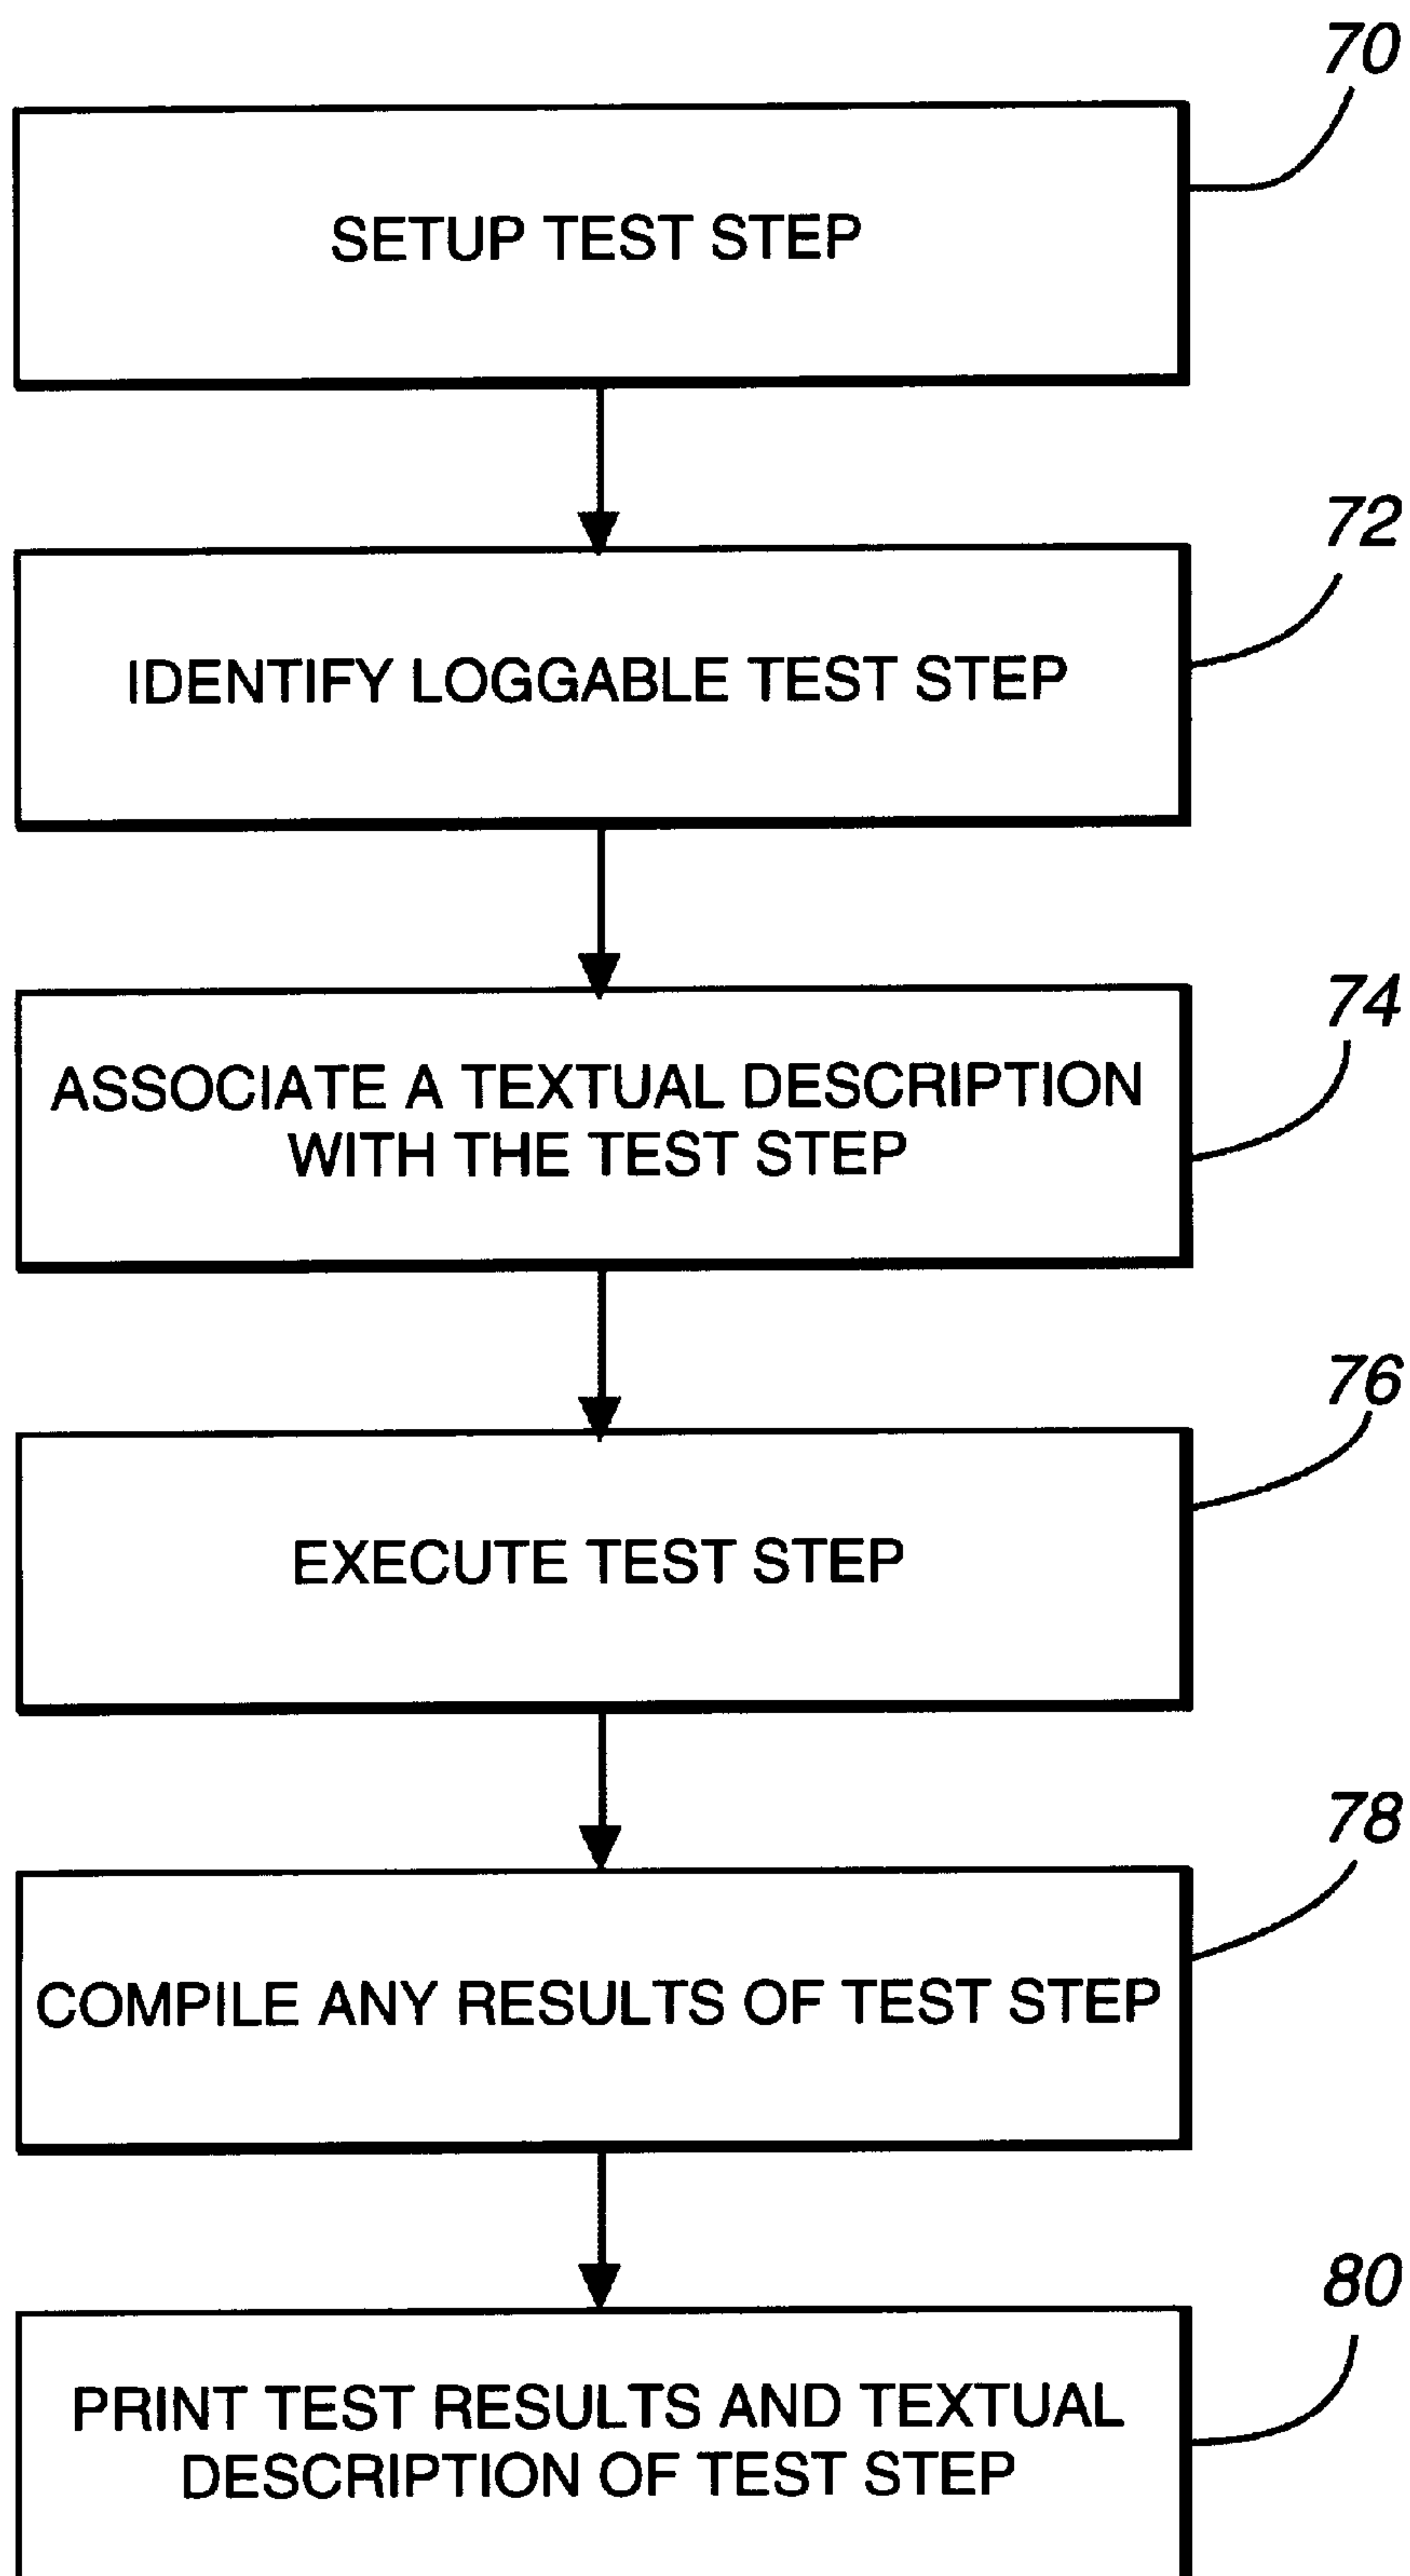 70
SETUP TEST STEP
72
IDENTIFY LOGGABLE TEST STEP
74
ASSOCIATE A TEXTUAL DESCRIPTION
WITH THE TEST STEP
76
EXECUTE TEST STEP
78
COMPILE ANY RESULTS OF TEST STEP
80
PRINT TEST RESULTS AND TEXTUAL
DESCRIPTION OF TEST STEP